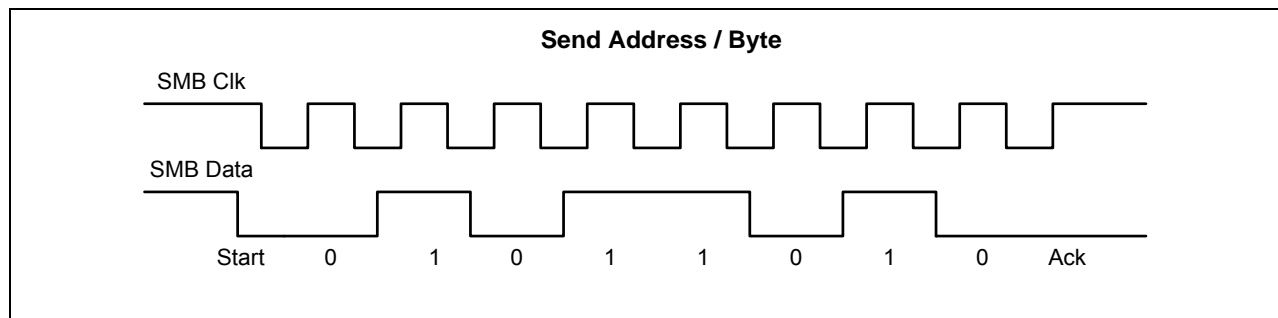 Send Address / Byte
SMB Clk
SMB Data
Start 0 1 0 1 1 0 1 0 Ack